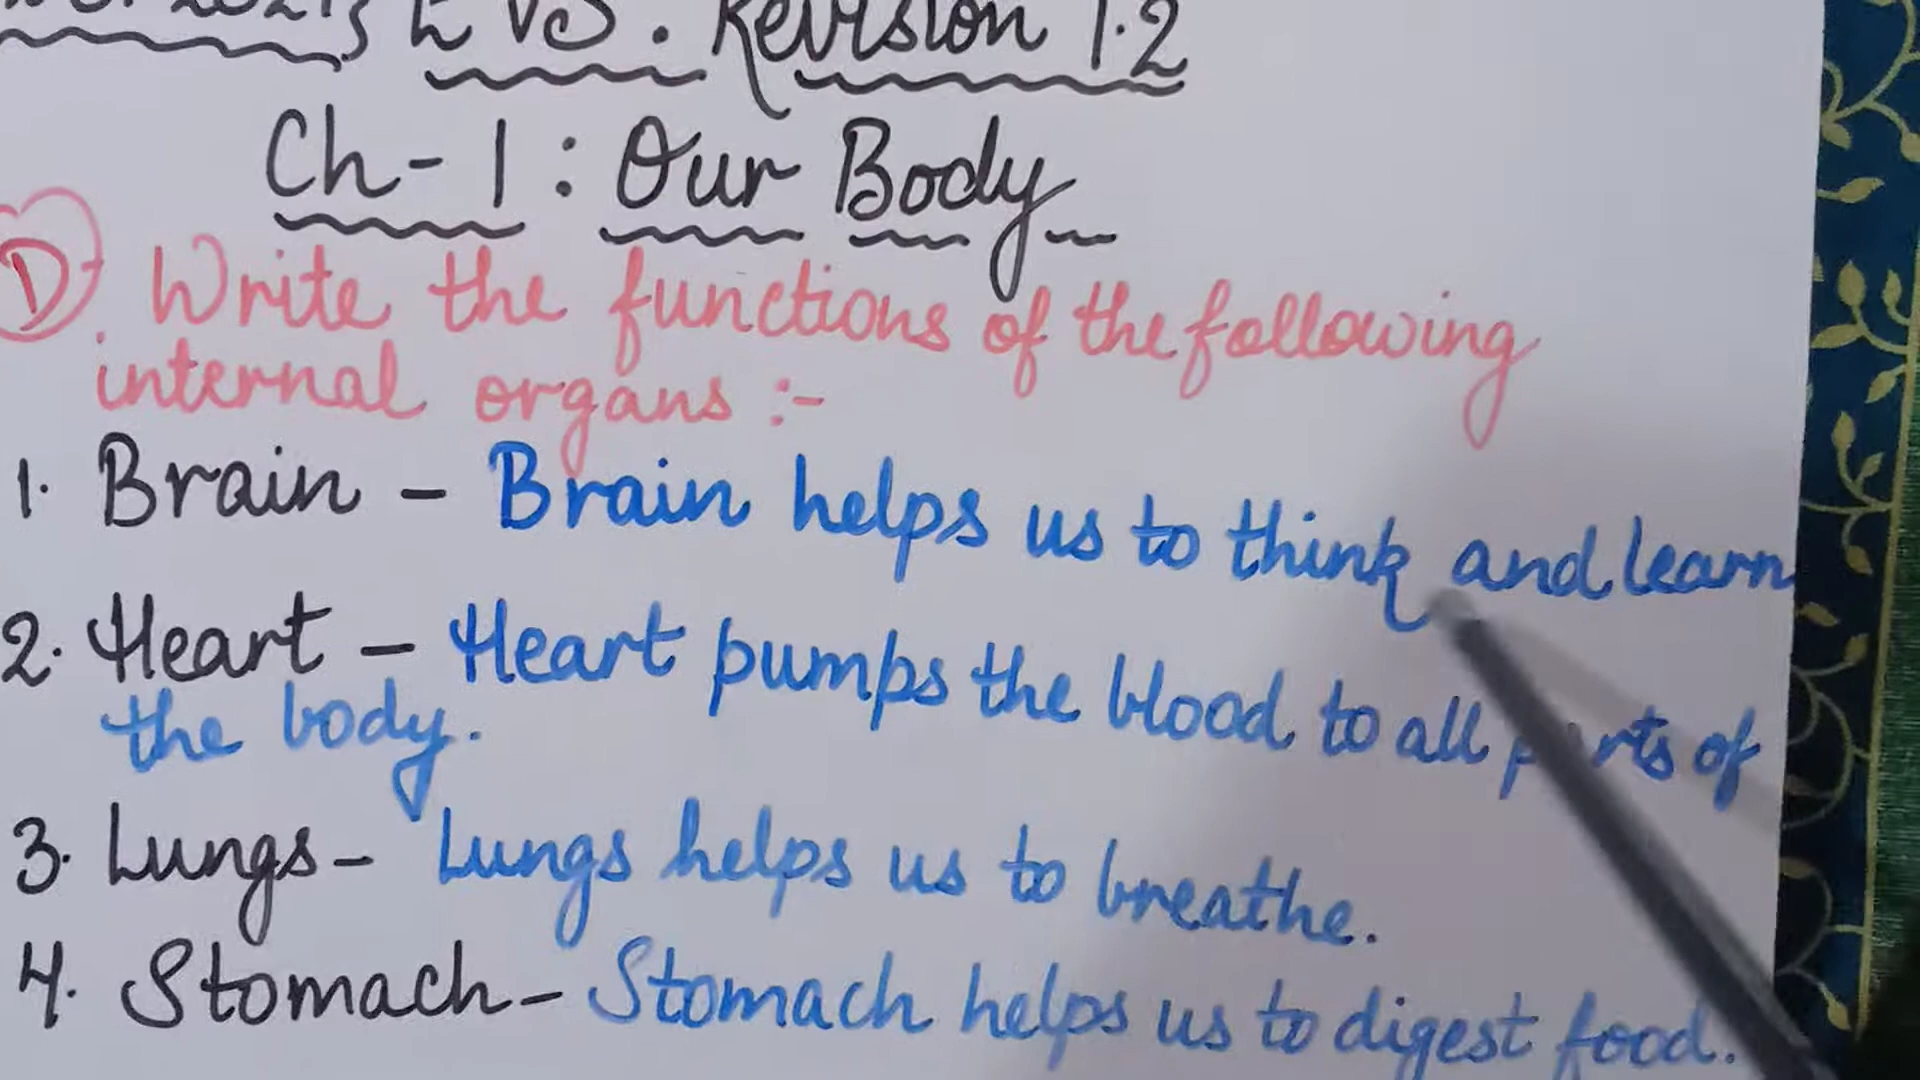 EVS. Revision 1.2
Ch-1: Our Body
D. Write the functions of the following
internal organs :-
1. Brain - Brain helps us to think and learn
2. Heart - Heart pumps the blood to all parts of
the body.
3. Lungs - Lungs helps us to breathe.
4. Stomach - Stomach helps us to digest food.